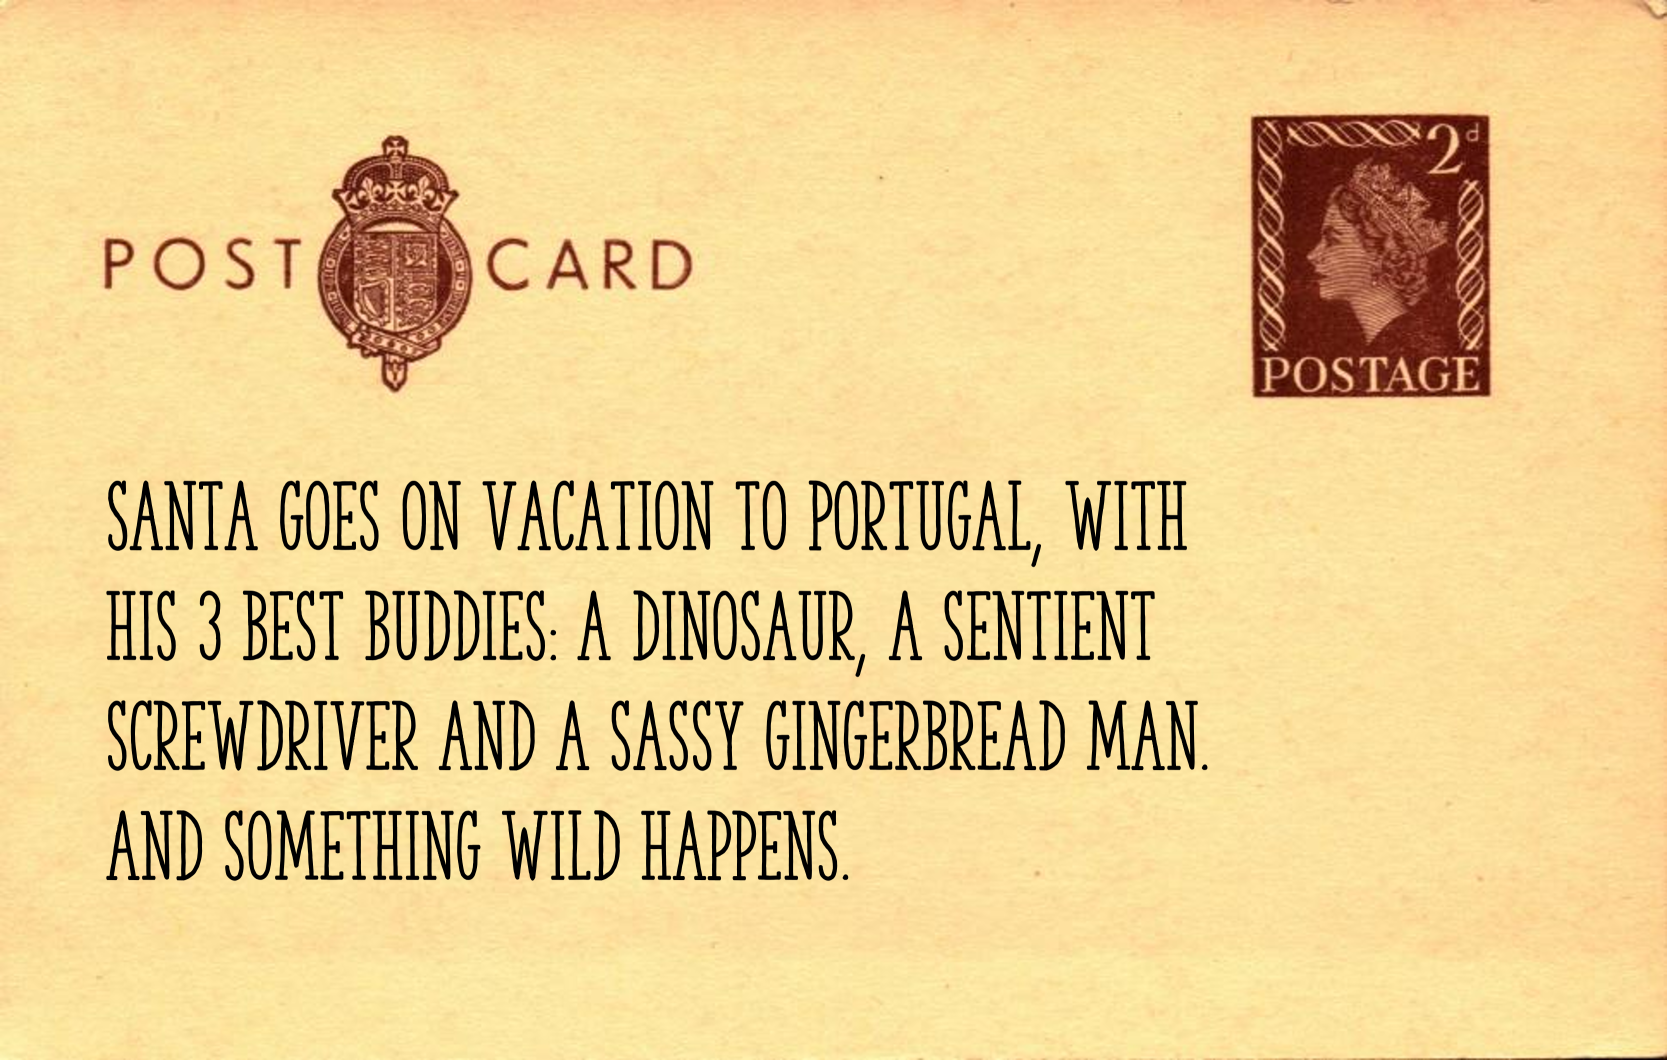 POST CARD
2d
POSTAGE
SANTA GOES ON VACATION TO PORTUGAL, WITH
HIS 3 BEST BUDDIES: A DINOSAUR, A SENTIENT
SCREWDRIVER AND A SASSY GINGERBREAD MAN.
AND SOMETHING WILD HAPPENS.